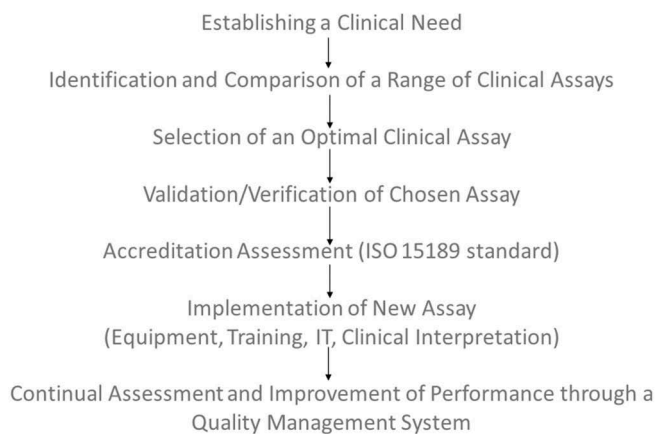 Establishing a Clinical Need
Identification and Comparison of a Range of Clinical Assays
Selection of an Optimal Clinical Assay
Validation/Verification of Chosen Assay
Accreditation Assessment (ISO 15189 standard)
Implementation of New Assay
(Equipment, Training, IT, Clinical Interpretation)
Continual Assessment and Improvement of Performance through a
Quality Management System